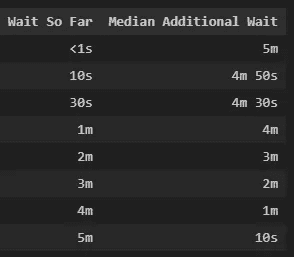 Wait So Far Median Additional Wait
<1s 5m
10s 4m 50s
30s 4m 30s
1m 4m
2m 3m
3m 2m
4m 1m
5m 10s